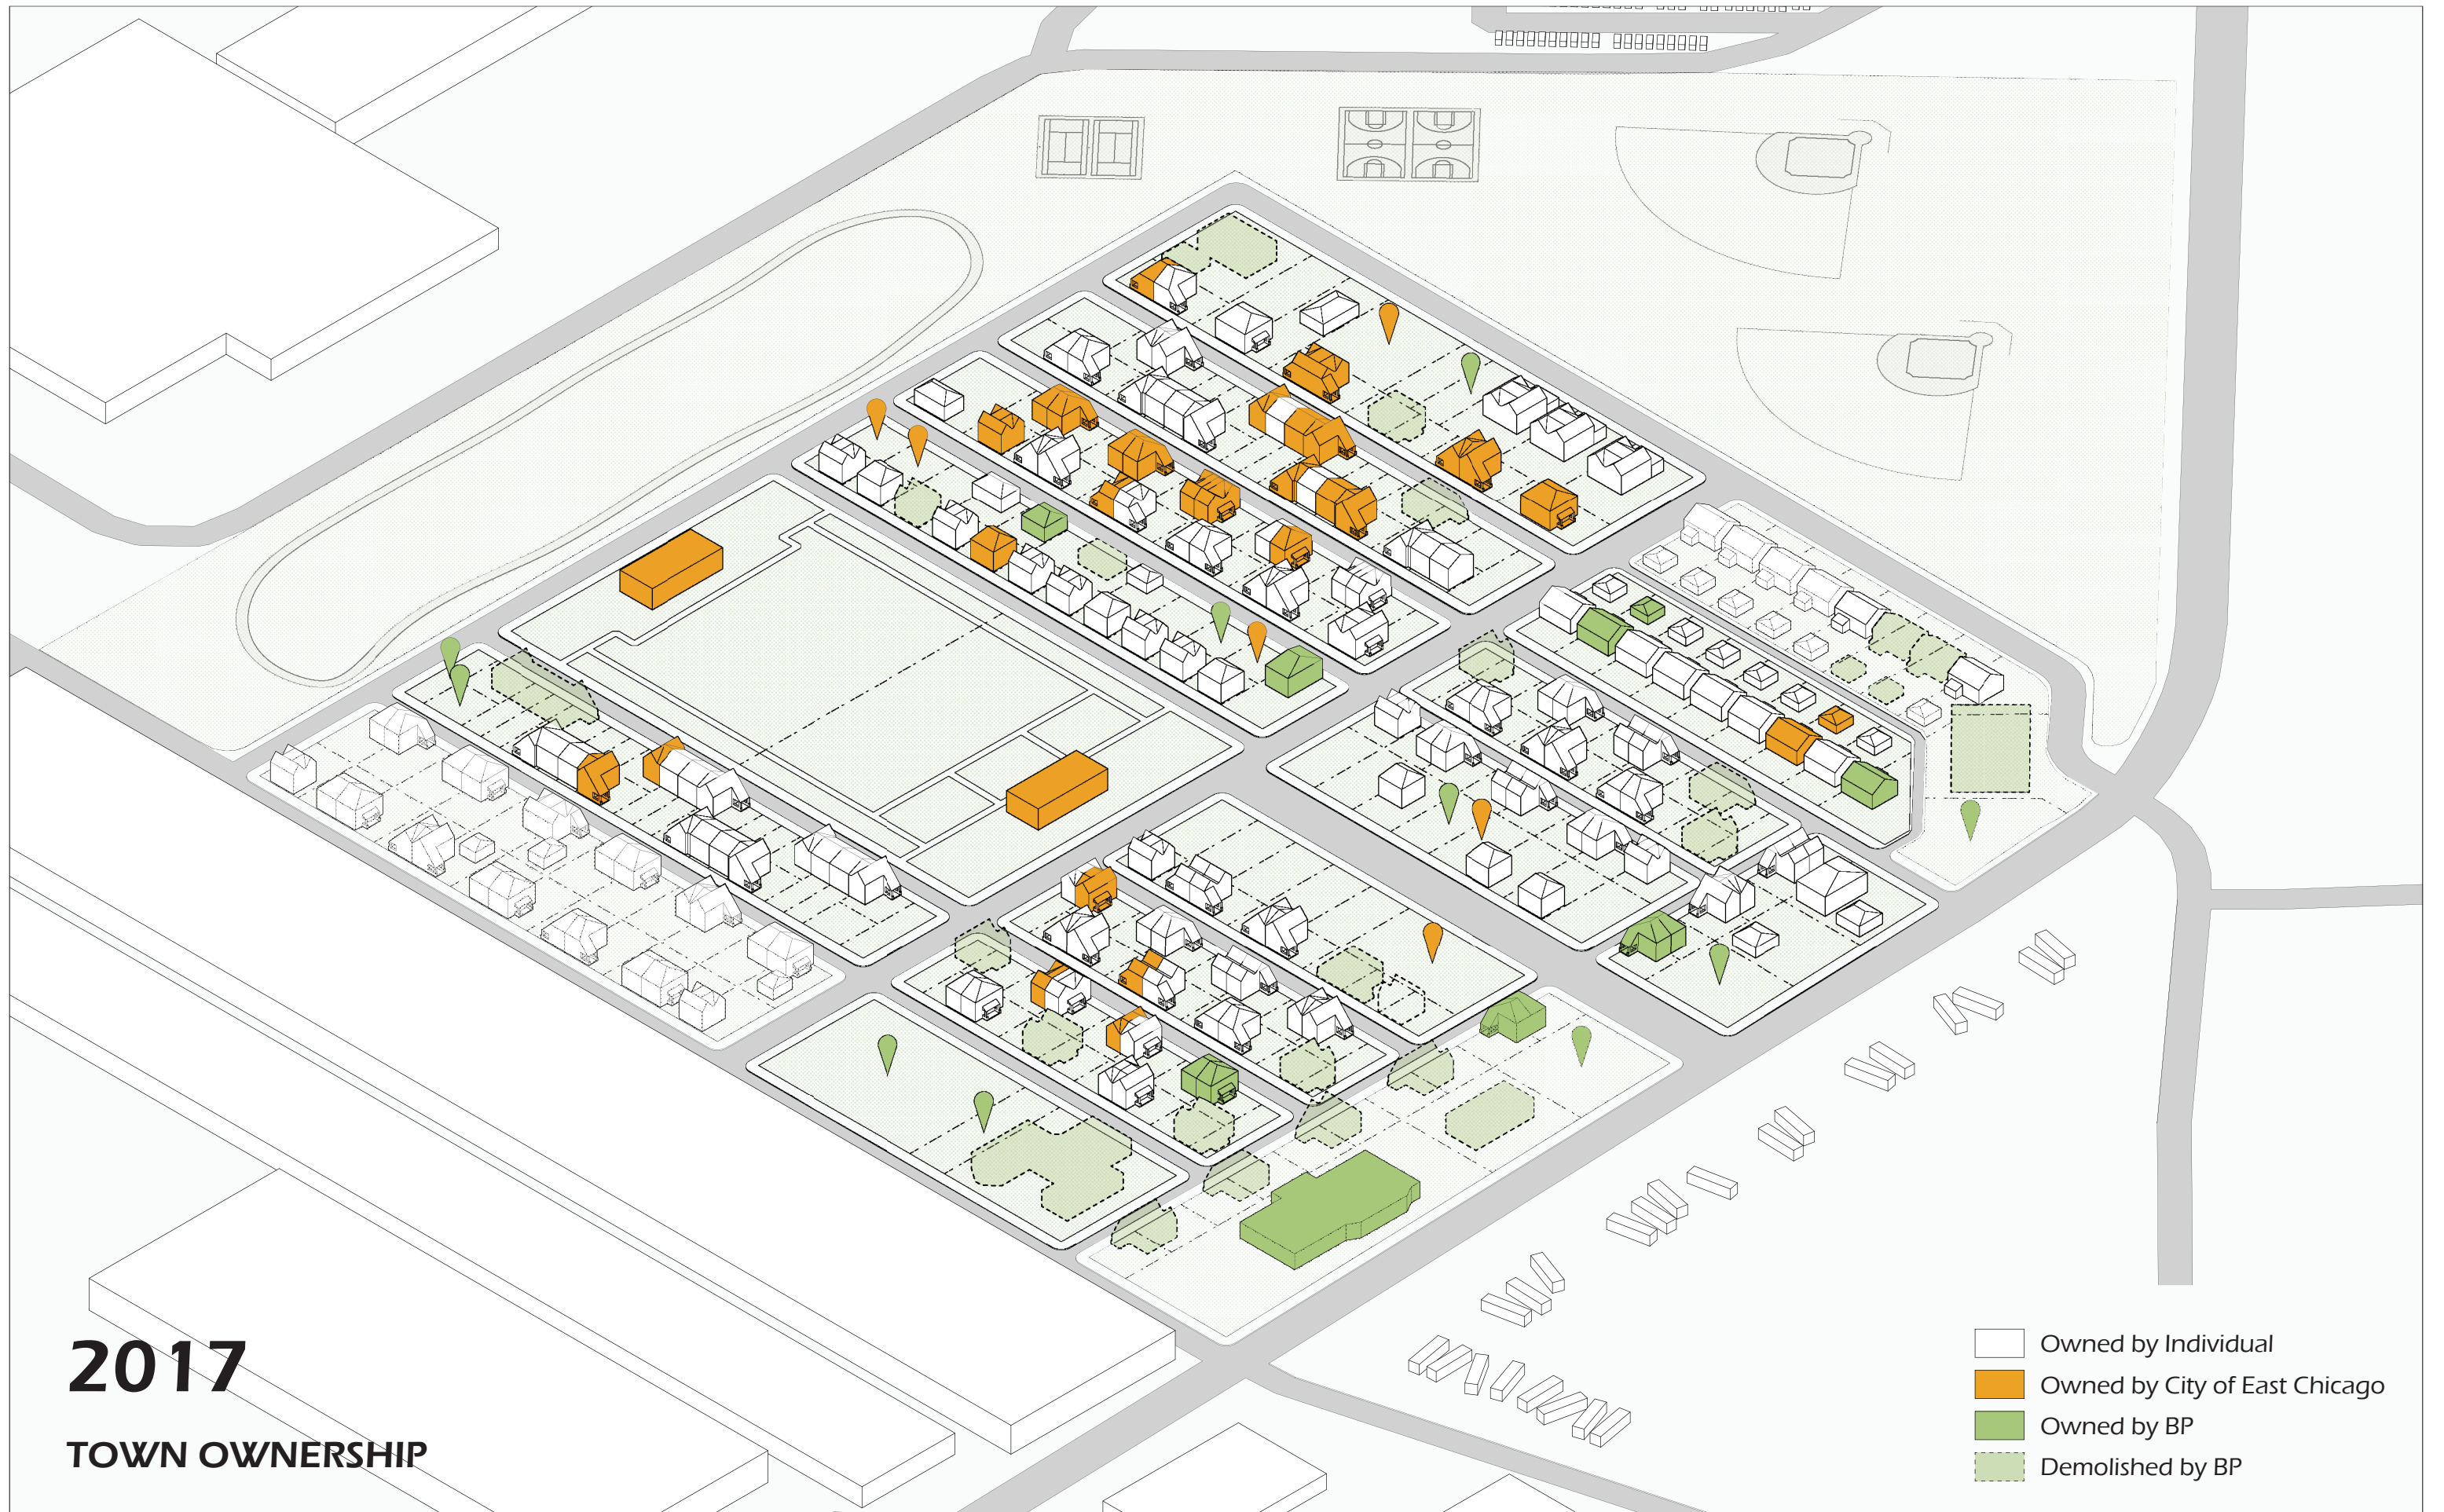 2017
TOWN OWNERSHIP
Owned by Individual
Owned by City of East Chicago
Owned by BP
Demolished by BP